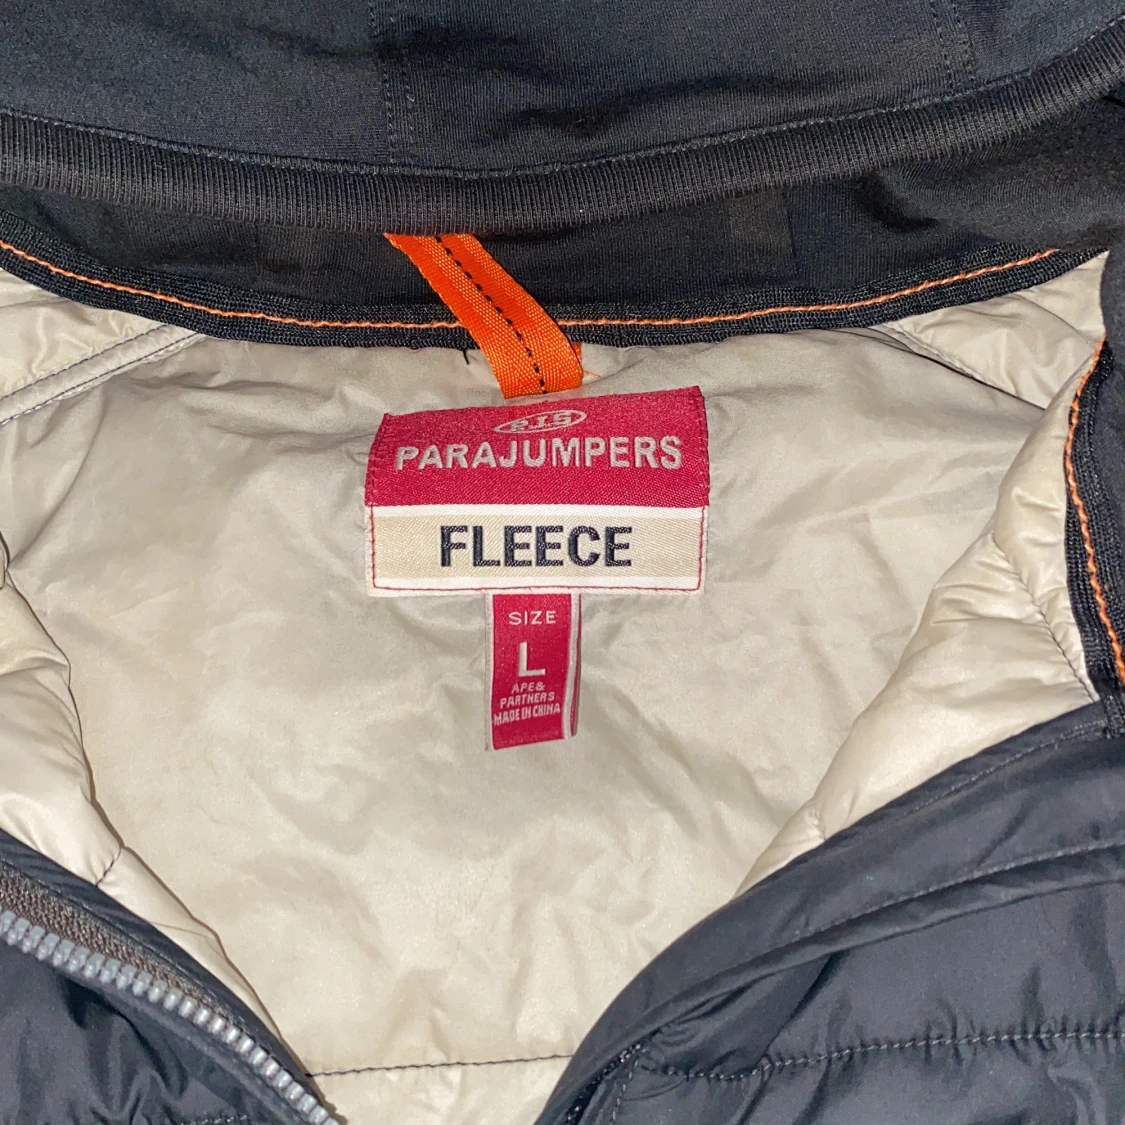 PJS
PARAJUMPERS
FLEECE
SIZE
L
APE&
PARTNERS
MADE IN CHINA